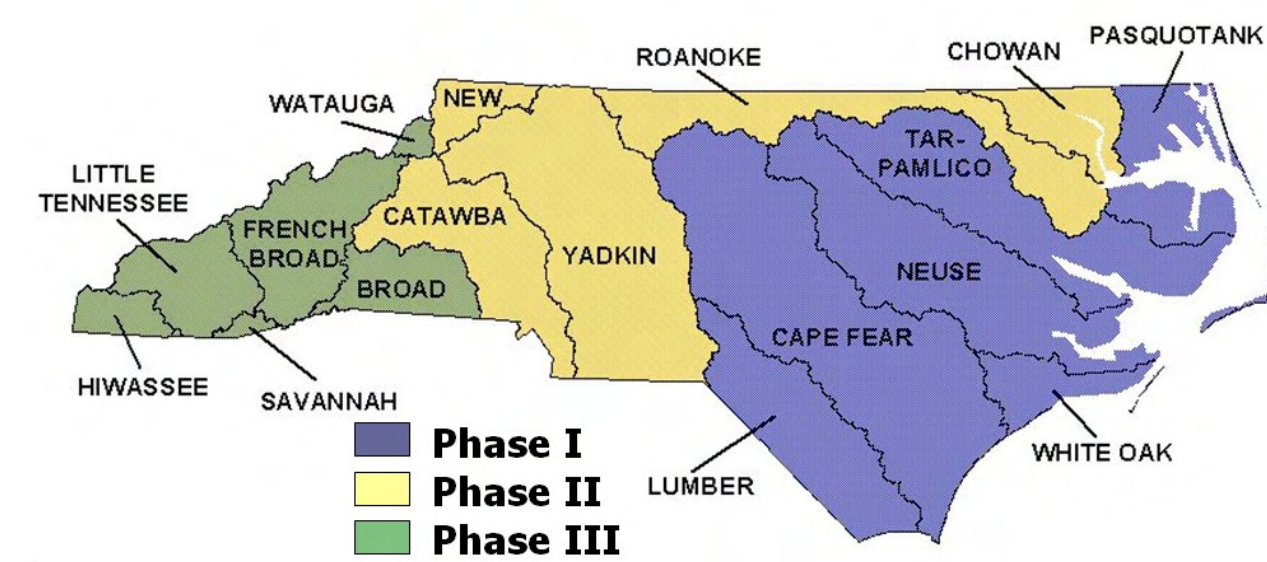 PASQUOTANK
CHOWAN
ROANOKE
WATAUGA
NEW
TAR-
PAMLICO
LITTLE
TENNESSEE
CATAWBA
FRENCH
BROAD
YADKIN
NEUSE
BROAD
CAPE FEAR
HIWASSEE
SAVANNAH
WHITE OAK
LUMBER
Phase I
Phase II
Phase III